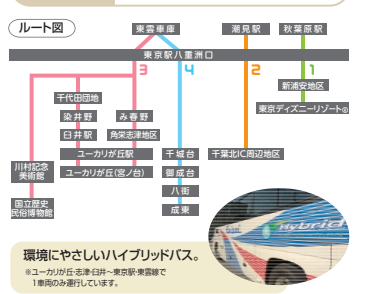 ルート図
東雲車庫
潮見駅
秋葉原駅
東京駅八重洲口
3
4
2
1
新浦安地区
千代田団地
東京ディズニーリゾート®
染井野
み春野
臼井駅
角栄志津地区
ユーカリが丘駅
千城台
千葉北IC周辺地区
川村記念
美術館
ユーカリが丘(宮ノ台)
御成台
八街
国立歴史
民俗博物館
成東
Hybrid
環境にやさしいハイブリッドバス。
※ユーカリが丘・志津・臼井〜東京駅・東雲線で
1車両のみ運行しています。